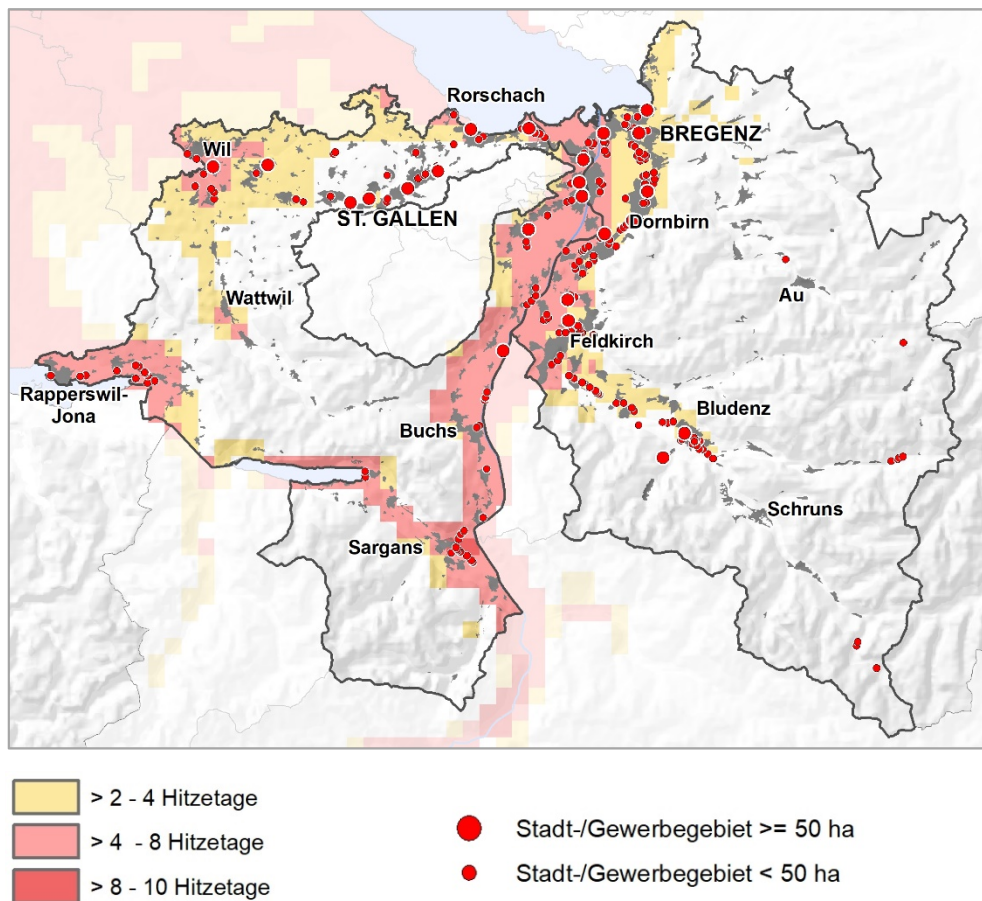 Rorschach
BREGENZ
Wil
ST. GALLEN
Dornbirn
Au
Wattwil
Feldkirch
Rapperswil-
Jona
Bludenz
Buchs
Schruns
Sargans
> 2 - 4 Hitzetage
> 4 - 8 Hitzetage
> 8 - 10 Hitzetage
Stadt-/Gewerbegebiet >= 50 ha
Stadt-/Gewerbegebiet < 50 ha